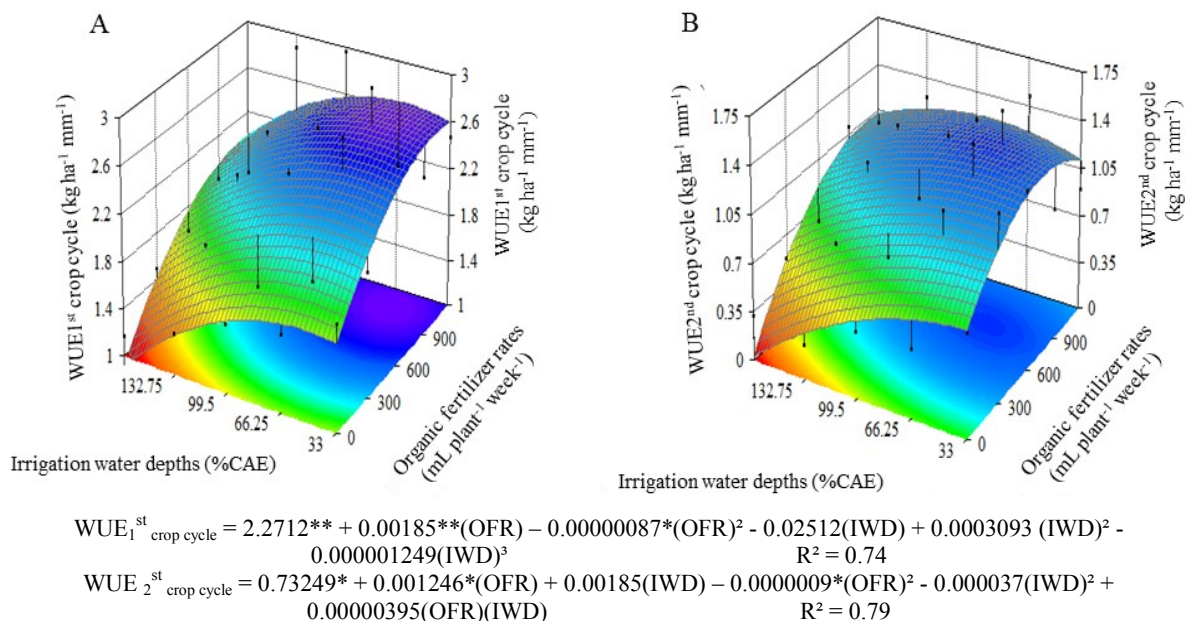 A
B
3
2.6
2.2
1.8
1.4
1
WUE1ˢᵗ crop cycle (kg ha⁻¹ mm⁻¹)
3
2.6
2.2
1.8
1.4
1
WUE1ˢᵗ crop cycle
(kg ha⁻¹ mm⁻¹)
132.75
99.5
66.25
33
Irrigation water depths (%CAE)
0
300
600
900
Organic fertilizer rates
(mL plant⁻¹ week⁻¹)
1.75
1.4
1.05
0.7
0.35
0
WUE2ⁿᵈ crop cycle (kg ha⁻¹ mm⁻¹)
1.75
1.4
1.05
0.7
0.35
0
WUE2ⁿᵈ crop cycle
(kg ha⁻¹ mm⁻¹)
132.75
99.5
66.25
33
Irrigation water depths (%CAE)
0
300
600
900
Organic fertilizer rates
(mL plant⁻¹ week⁻¹)
WUE₁ˢᵗ crop cycle = 2.2712** + 0.00185**(OFR) – 0.00000087*(OFR)² - 0.02512(IWD) + 0.0003093 (IWD)² -
0.000001249(IWD)³ R² = 0.74
WUE ₂ˢᵗ crop cycle = 0.73249* + 0.001246*(OFR) + 0.00185(IWD) – 0.0000009*(OFR)² - 0.000037(IWD)² +
0.00000395(OFR)(IWD) R² = 0.79